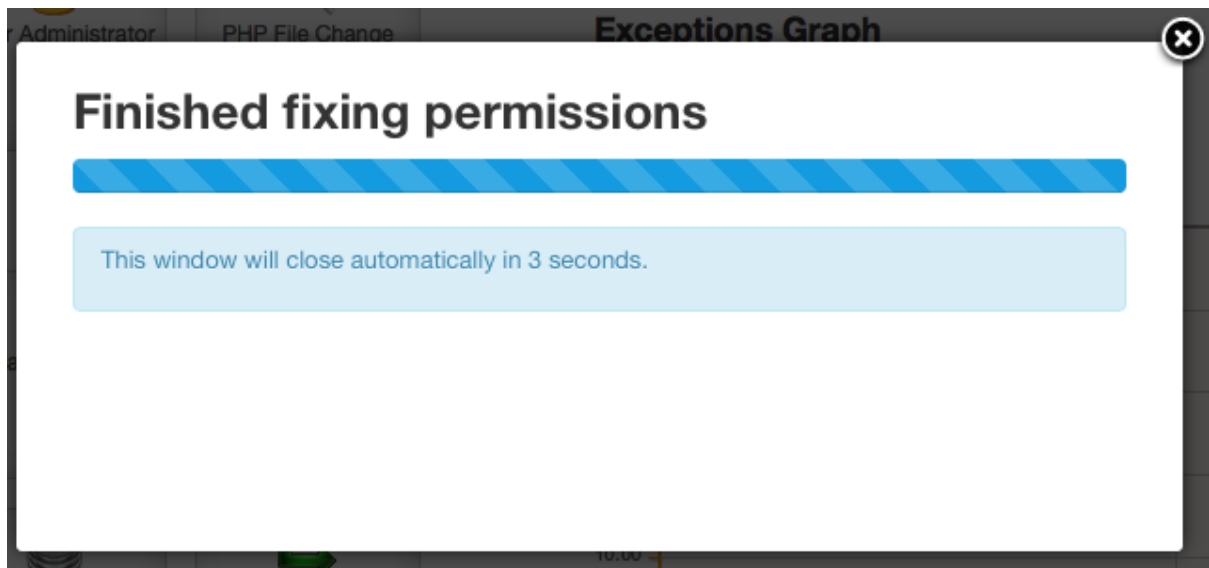 r Administrator
PHP File Change
Exceptions Graph
Finished fixing permissions
This window will close automatically in 3 seconds.
a
10.00